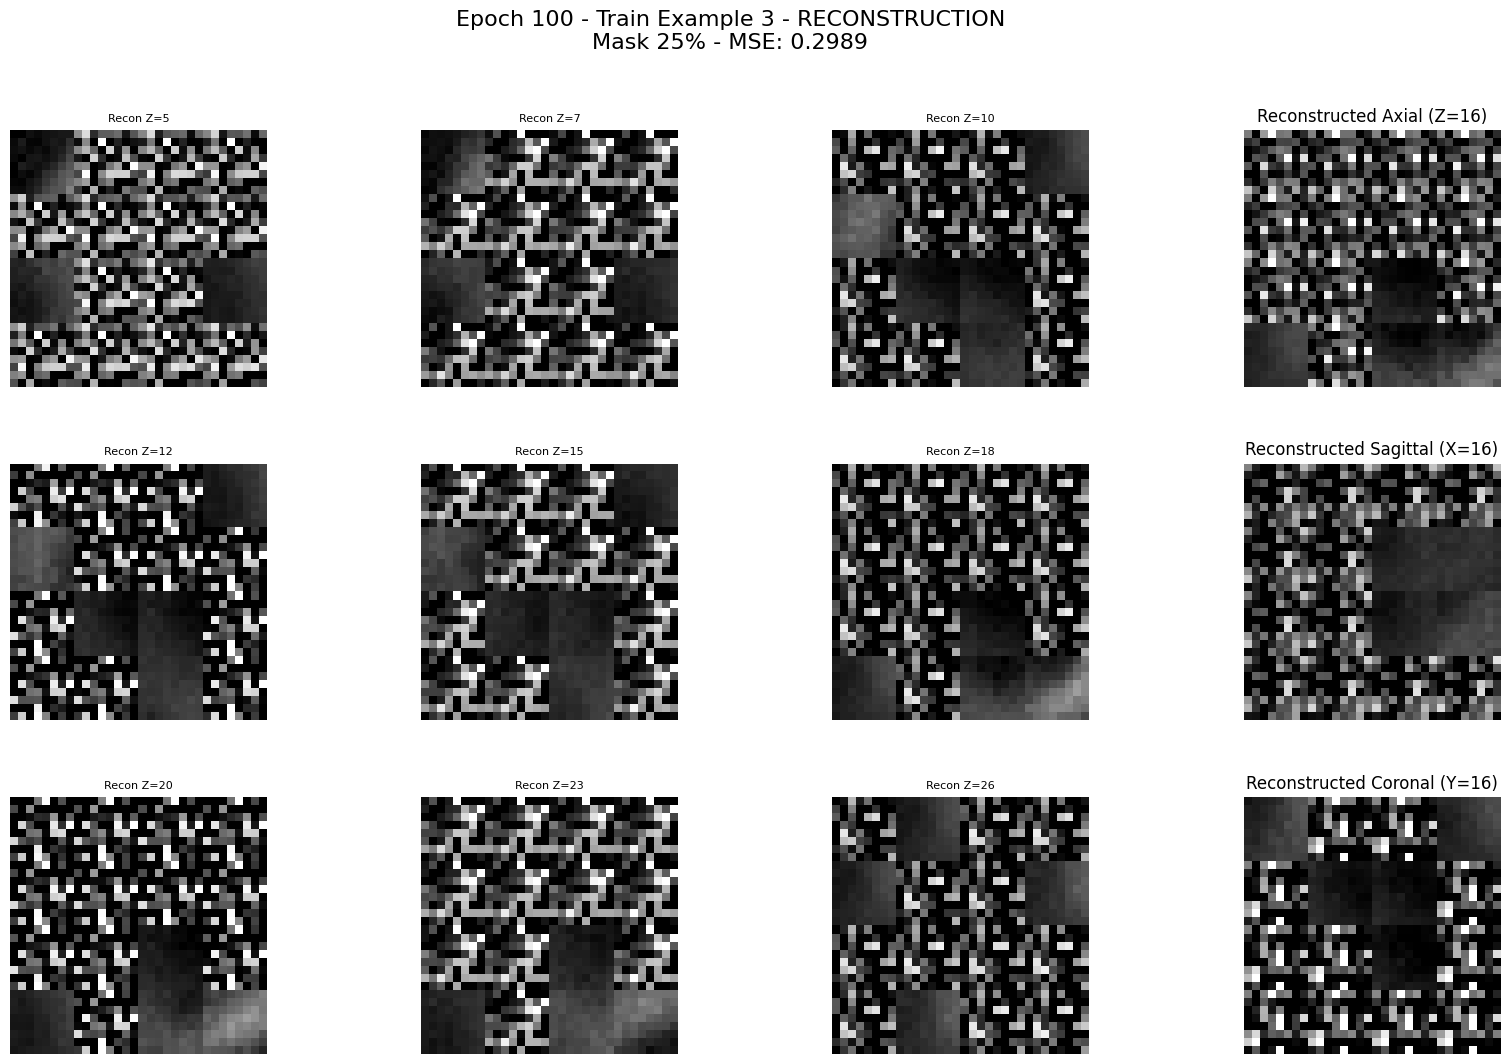 Epoch 100 - Train Example 3 - RECONSTRUCTION
Mask 25% - MSE: 0.2989
Recon Z=5
Recon Z=7
Recon Z=10
Reconstructed Axial (Z=16)
Recon Z=12
Recon Z=15
Recon Z=18
Reconstructed Sagittal (X=16)
Recon Z=20
Recon Z=23
Recon Z=26
Reconstructed Coronal (Y=16)